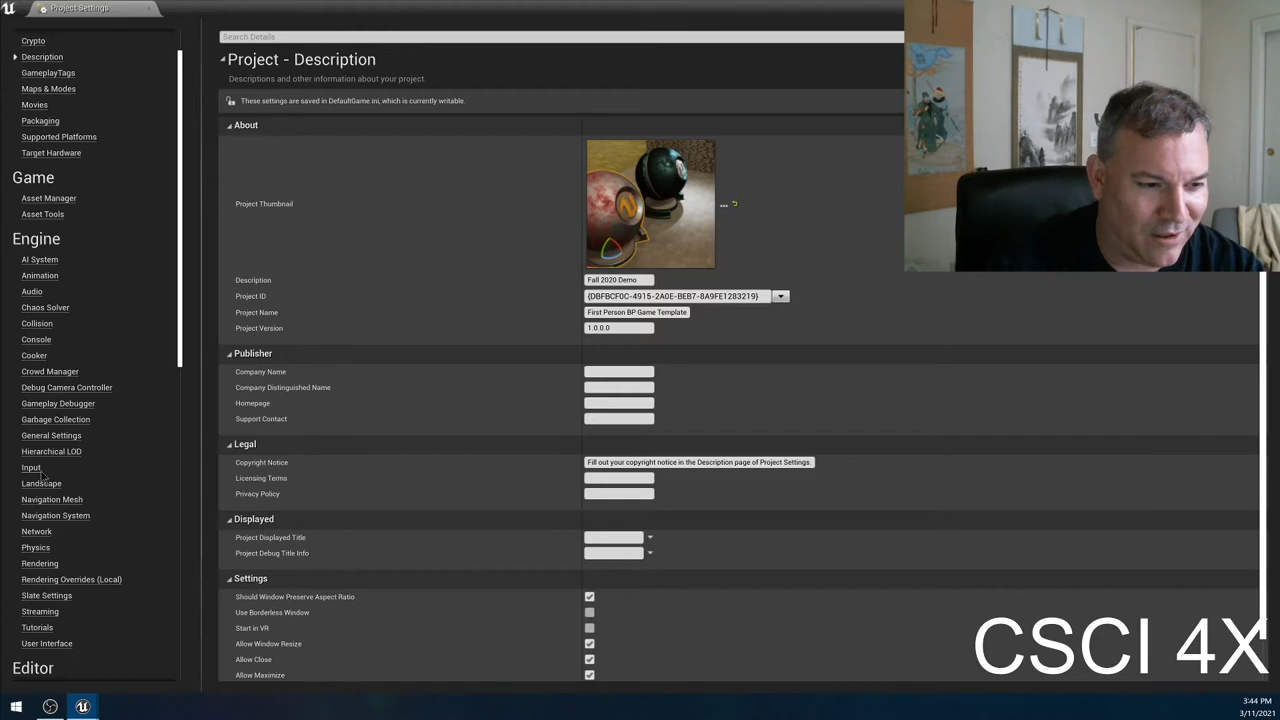 Project Settings
Crypto
Description
GameplayTags
Maps & Modes
Movies
Packaging
Supported Platforms
Target Hardware
Game
Asset Manager
Asset Tools
Engine
AI System
Animation
Audio
Chaos Solver
Collision
Console
Cooker
Crowd Manager
Debug Camera Controller
Gameplay Debugger
Garbage Collection
General Settings
Hierarchical LOD
Input
Landscape
Navigation Mesh
Navigation System
Network
Physics
Rendering
Rendering Overrides (Local)
Slate Settings
Streaming
Tutorials
User Interface
Editor
Search Details
Project - Description
Descriptions and other information about your project.
These settings are saved in DefaultGame.ini, which is currently writable.
About
Project Thumbnail
Description Fall 2020 Demo
Project ID {DBFBCF0C-4915-2A0E-BEB7-8A9FE1283219}
Project Name First Person BP Game Template
Project Version 1.0.0.0
Publisher
Company Name
Company Distinguished Name
Homepage
Support Contact
Legal
Copyright Notice Fill out your copyright notice in the Description page of Project Settings.
Licensing Terms
Privacy Policy
Displayed
Project Displayed Title
Project Debug Title Info
Settings
Should Window Preserve Aspect Ratio
Use Borderless Window
Start in VR
Allow Window Resize
Allow Close
Allow Maximize
CSCI 4X
3:44 PM
3/11/2021